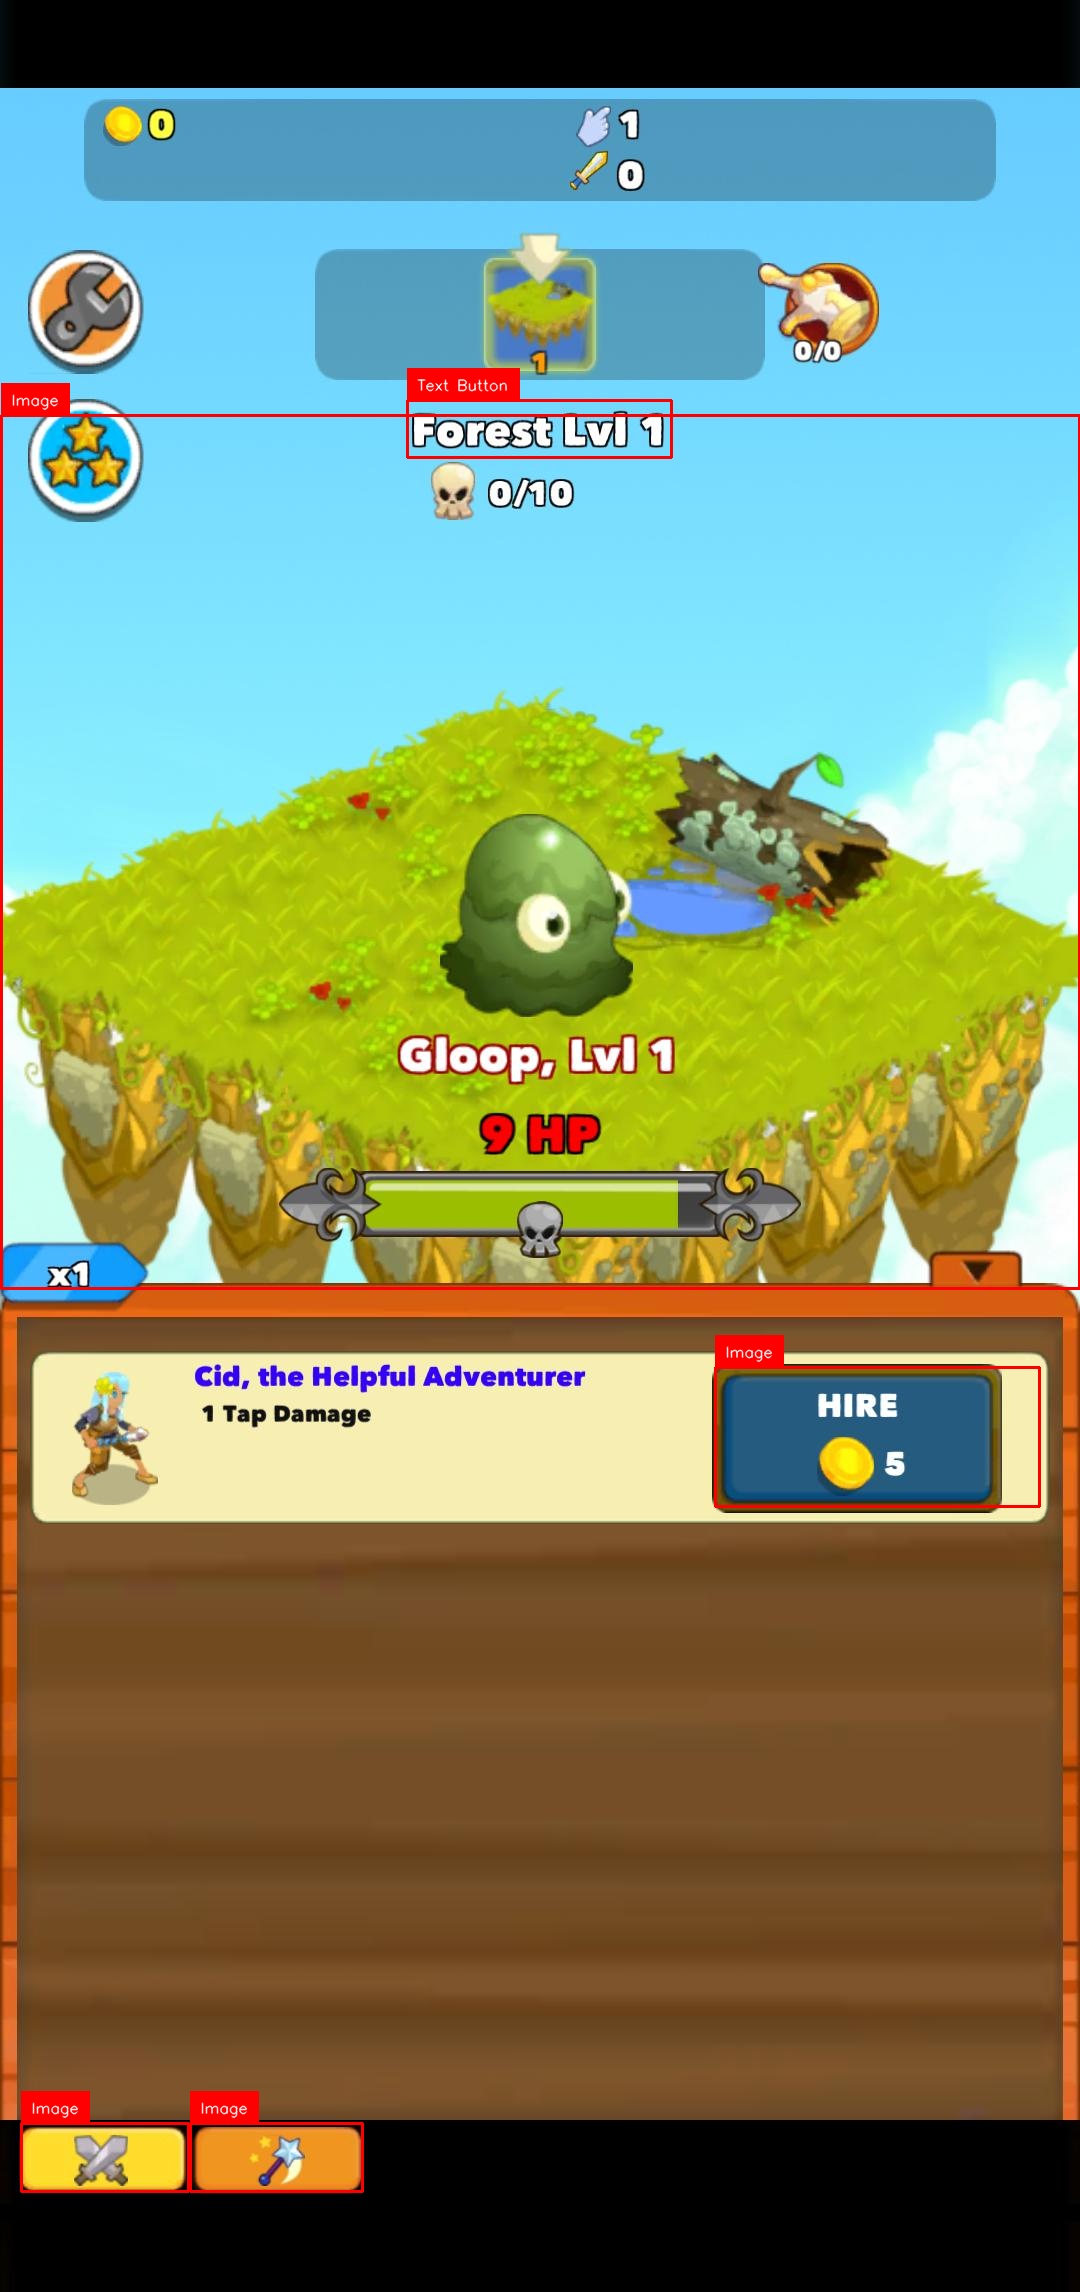 0
1
0
1
0/0
Image
Text Button
Forest Lvl 1
0/10
Gloop, Lvl 1
9 HP
x1
Image
Cid, the Helpful Adventurer
1 Tap Damage
HIRE
5
Image
Image